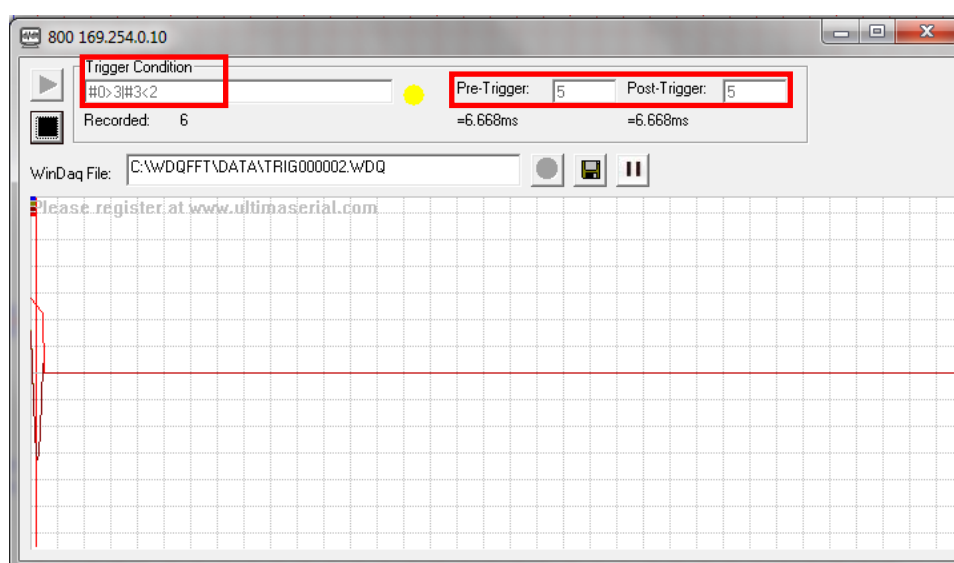 800 169.254.0.10
Trigger Condition
#0>3|#3<2
Pre-Trigger: 5 Post-Trigger: 5
Recorded: 6 =6.668ms =6.668ms
WinDaq File: C:\WDQFFT\DATA\TRIG000002.WDQ
Please register at www.ultimaserial.com